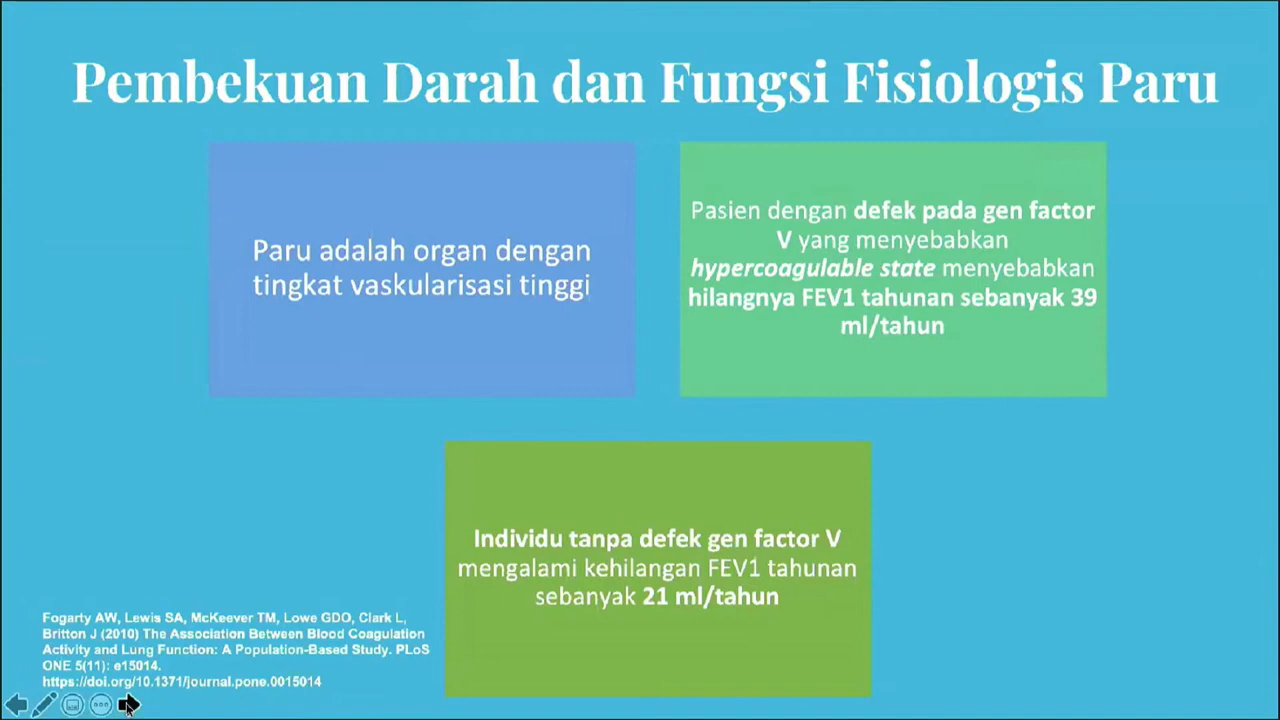 Pembekuan Darah dan Fungsi Fisiologis Paru
Paru adalah organ dengan
tingkat vaskularisasi tinggi
Pasien dengan defek pada gen factor
V yang menyebabkan
hypercoagulable state menyebabkan
hilangnya FEV1 tahunan sebanyak 39
ml/tahun
Individu tanpa defek gen factor V
mengalami kehilangan FEV1 tahunan
sebanyak 21 ml/tahun
Fogarty AW, Lewis SA, McKeever TM, Lowe GDO, Clark L,
Britton J (2010) The Association Between Blood Coagulation
Activity and Lung Function: A Population-Based Study. PLoS
ONE 5(11): e15014.
https://doi.org/10.1371/journal.pone.0015014